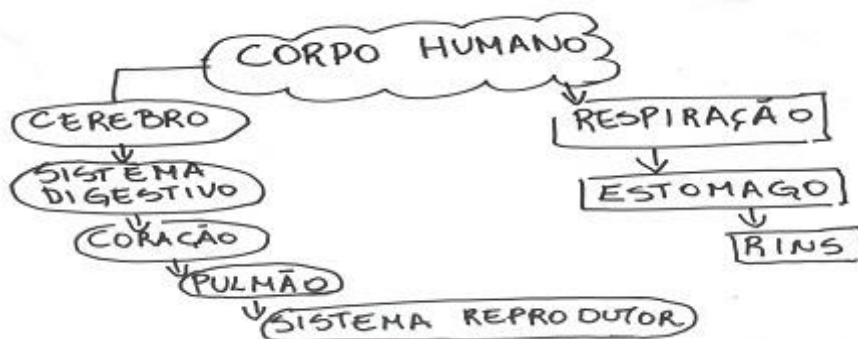 CORPO HUMANO
CEREBRO
SISTEMA
DIGESTIVO
CORAÇÃO
PULMÃO
SISTEMA REPRODUTOR
RESPIRAÇÃO
ESTOMAGO
RINS